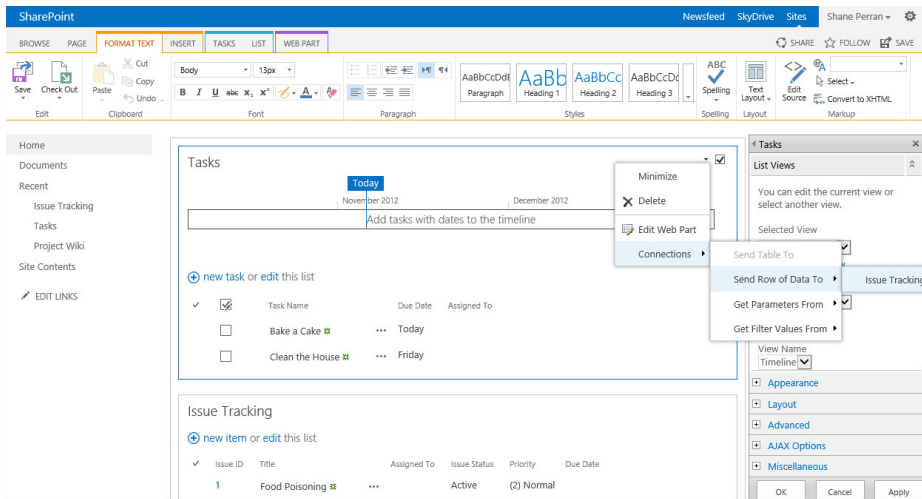 SharePoint
Newsfeed SkyDrive Sites Shane Perran
BROWSE PAGE FORMAT TEXT INSERT TASKS LIST WEB PART SHARE FOLLOW SAVE
Save Check Out Paste Cut Copy Undo
Body 13px
B I U abc X₂ X² A
AaBbCcDdE Paragraph AaBb Heading 1 AaBbCc Heading 2 AaBbCcDc Heading 3
ABC Spelling Text Layout Edit Source Select Convert to XHTML
Edit Clipboard Font Paragraph Styles Spelling Layout Markup
Home
Documents
Recent
Issue Tracking
Tasks
Project Wiki
Site Contents
EDIT LINKS
Tasks
Today
November 2012 December 2012
Add tasks with dates to the timeline
new task or edit this list
Task Name Due Date Assigned To
Bake a Cake ... Today
Clean the House ... Friday
Issue Tracking
new item or edit this list
Issue ID Title Assigned To Issue Status Priority Due Date
1 Food Poisoning ... Active (2) Normal
Minimize
Delete
Edit Web Part
Connections
Send Table To
Send Row of Data To
Get Parameters From
Get Filter Values From
Issue Tracking
Tasks
List Views
You can edit the current view or
select another view.
Selected View
View Name
Timeline
Appearance
Layout
Advanced
AJAX Options
Miscellaneous
OK Cancel Apply